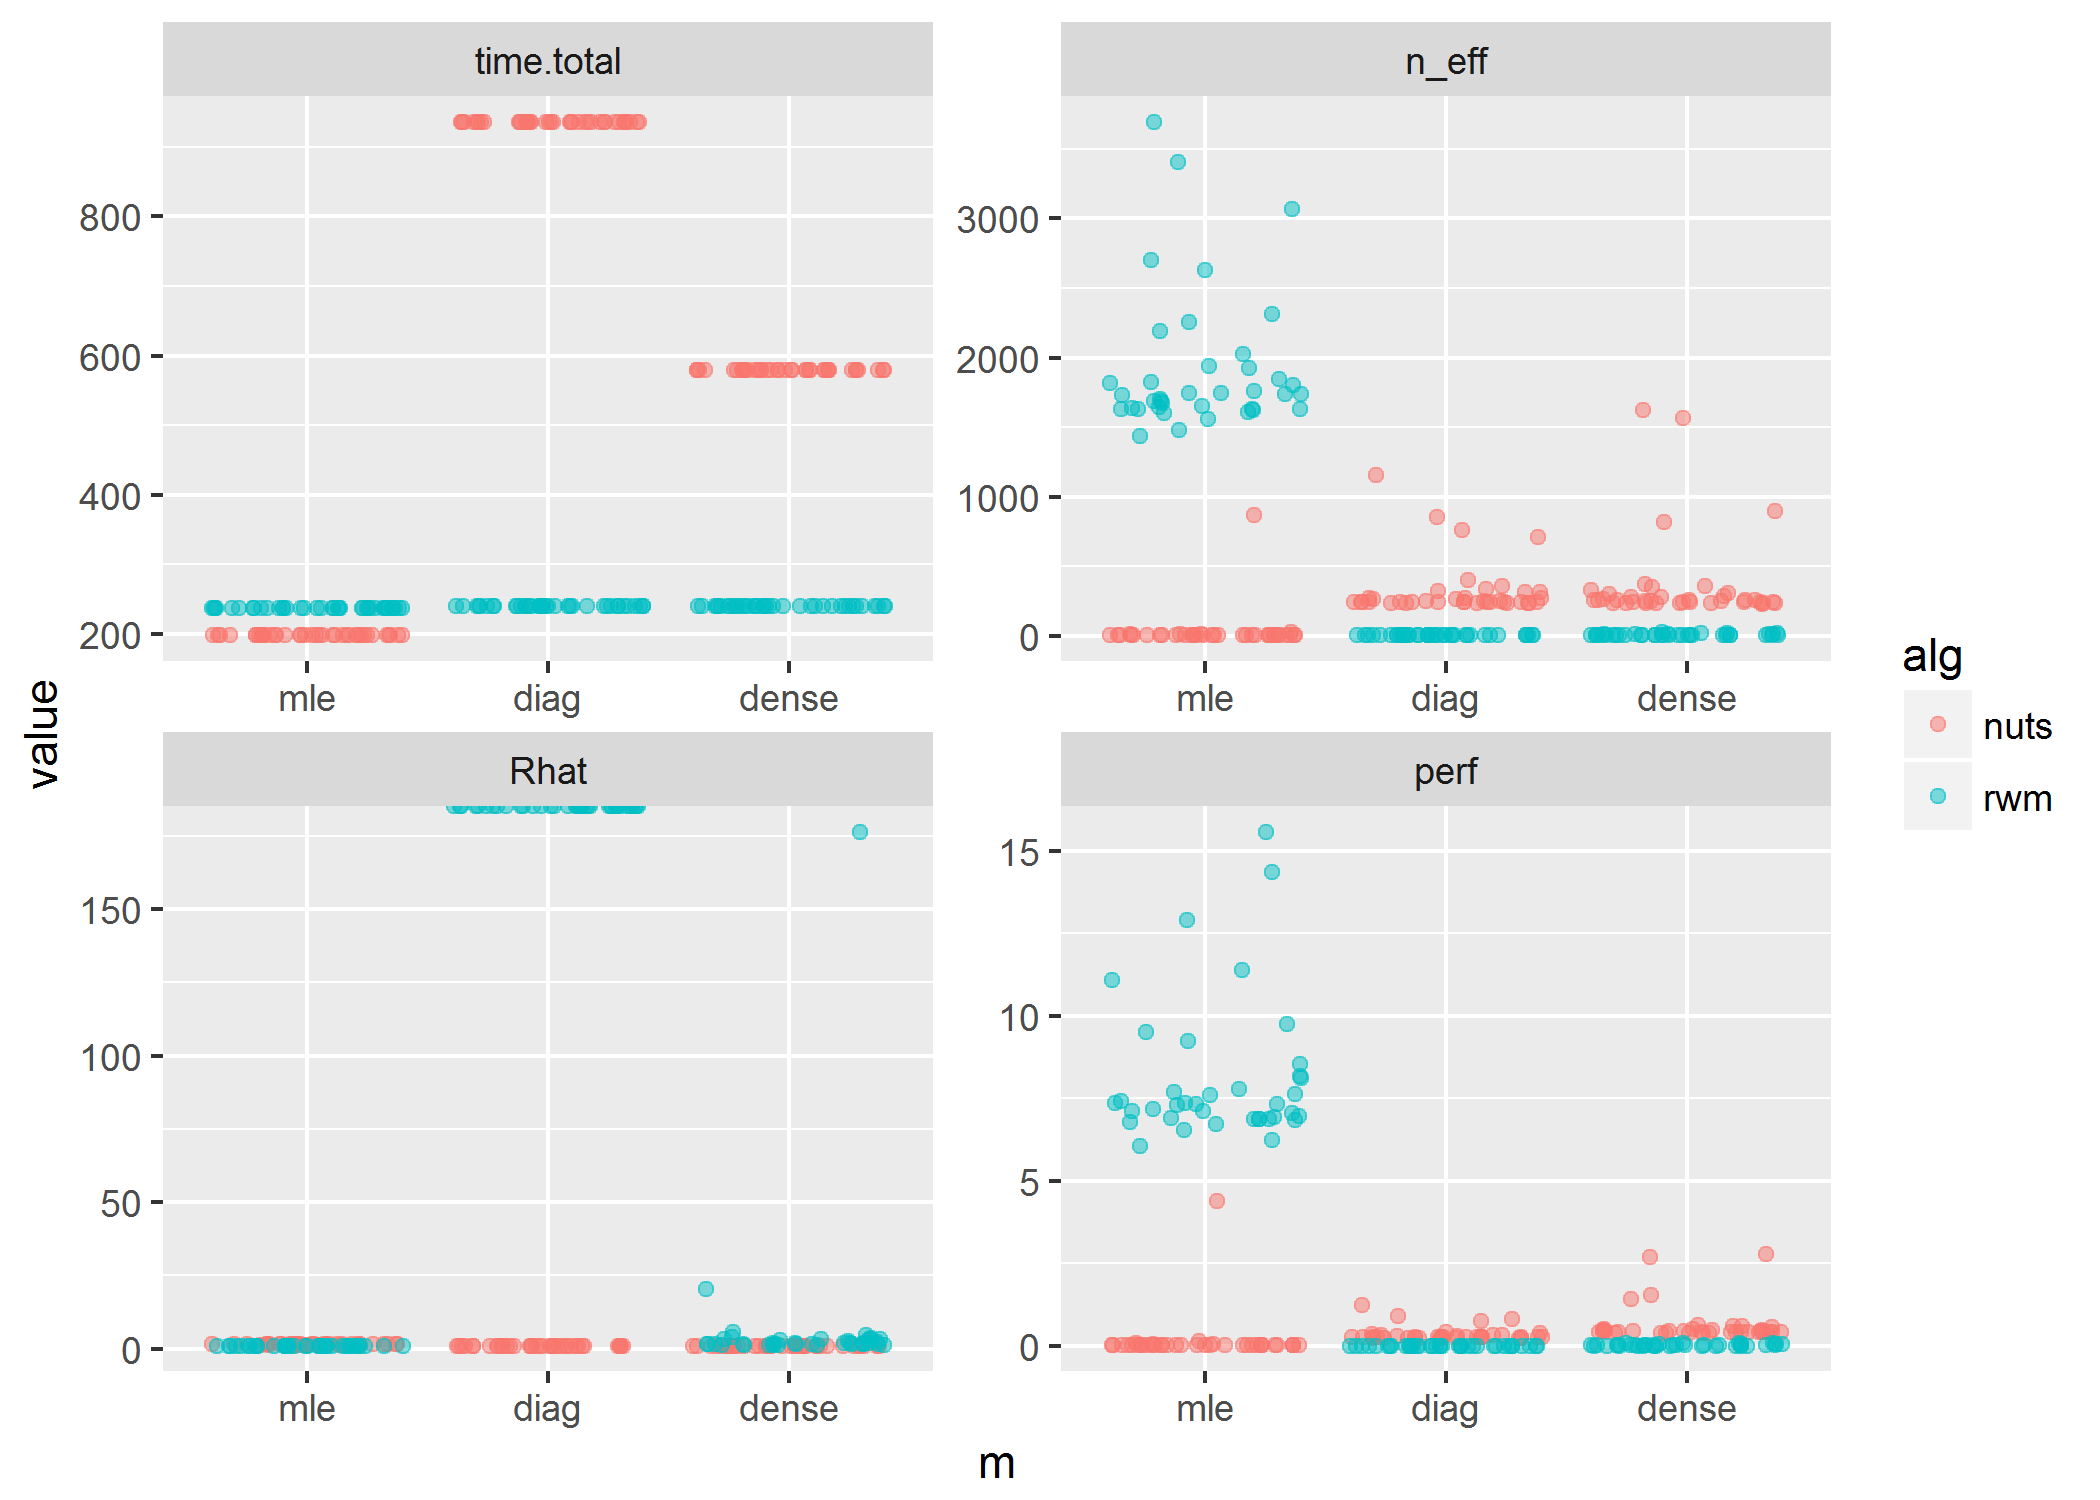 time.total
n_eff
800
600
400
200
3000
2000
1000
0
mle diag dense
mle diag dense
value
Rhat
perf
150
100
50
0
15
10
5
0
mle diag dense
mle diag dense
m
alg
nuts
rwm